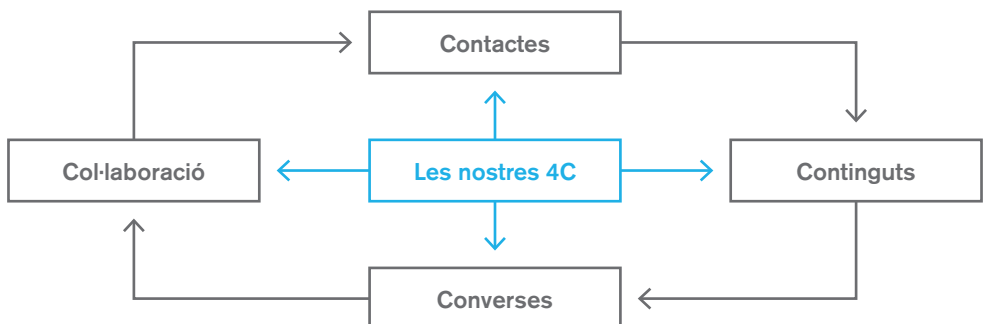 Contactes
Col·laboració
Les nostres 4C
Continguts
Converses